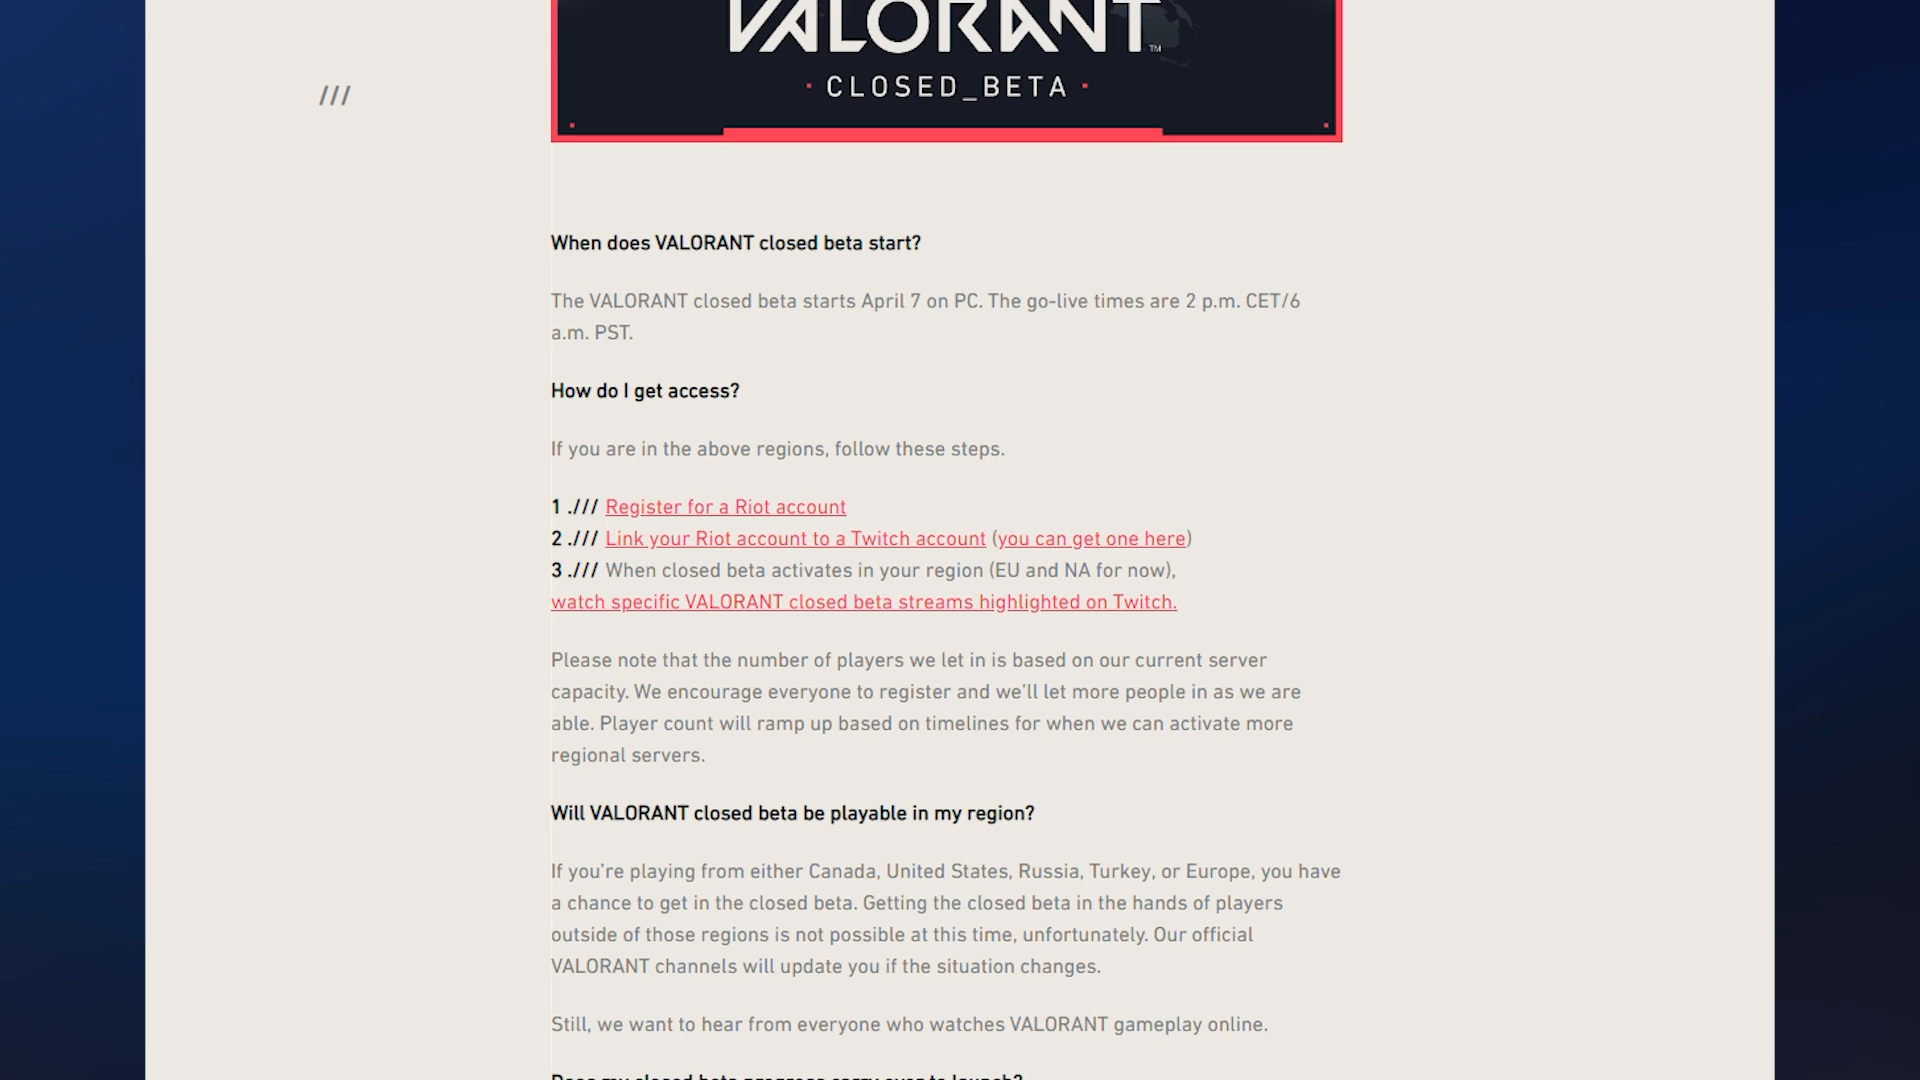 VALORANT™
· CLOSED_BETA ·
///
When does VALORANT closed beta start?
The VALORANT closed beta starts April 7 on PC. The go-live times are 2 p.m. CET/6
a.m. PST.
How do I get access?
If you are in the above regions, follow these steps.
1 ./// Register for a Riot account
2 ./// Link your Riot account to a Twitch account (you can get one here)
3 ./// When closed beta activates in your region (EU and NA for now),
watch specific VALORANT closed beta streams highlighted on Twitch.
Please note that the number of players we let in is based on our current server
capacity. We encourage everyone to register and we'll let more people in as we are
able. Player count will ramp up based on timelines for when we can activate more
regional servers.
Will VALORANT closed beta be playable in my region?
If you're playing from either Canada, United States, Russia, Turkey, or Europe, you have
a chance to get in the closed beta. Getting the closed beta in the hands of players
outside of those regions is not possible at this time, unfortunately. Our official
VALORANT channels will update you if the situation changes.
Still, we want to hear from everyone who watches VALORANT gameplay online.
Does my closed beta progress carry over to launch?